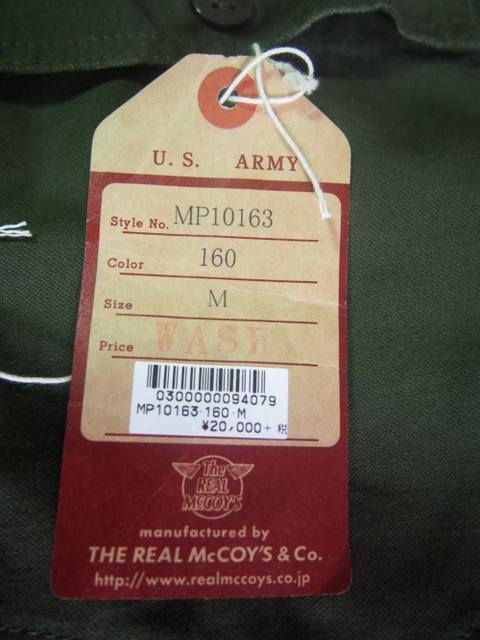 U.S. ARMY
Style No. MP10163
Color 160
Size M
Price WASH
0300000094079
MP10163·160·M
¥20,000+ 税
The
REAL
McCOY'S
manufactured by
THE REAL McCOY'S & Co.
http://www.realmccoys.co.jp